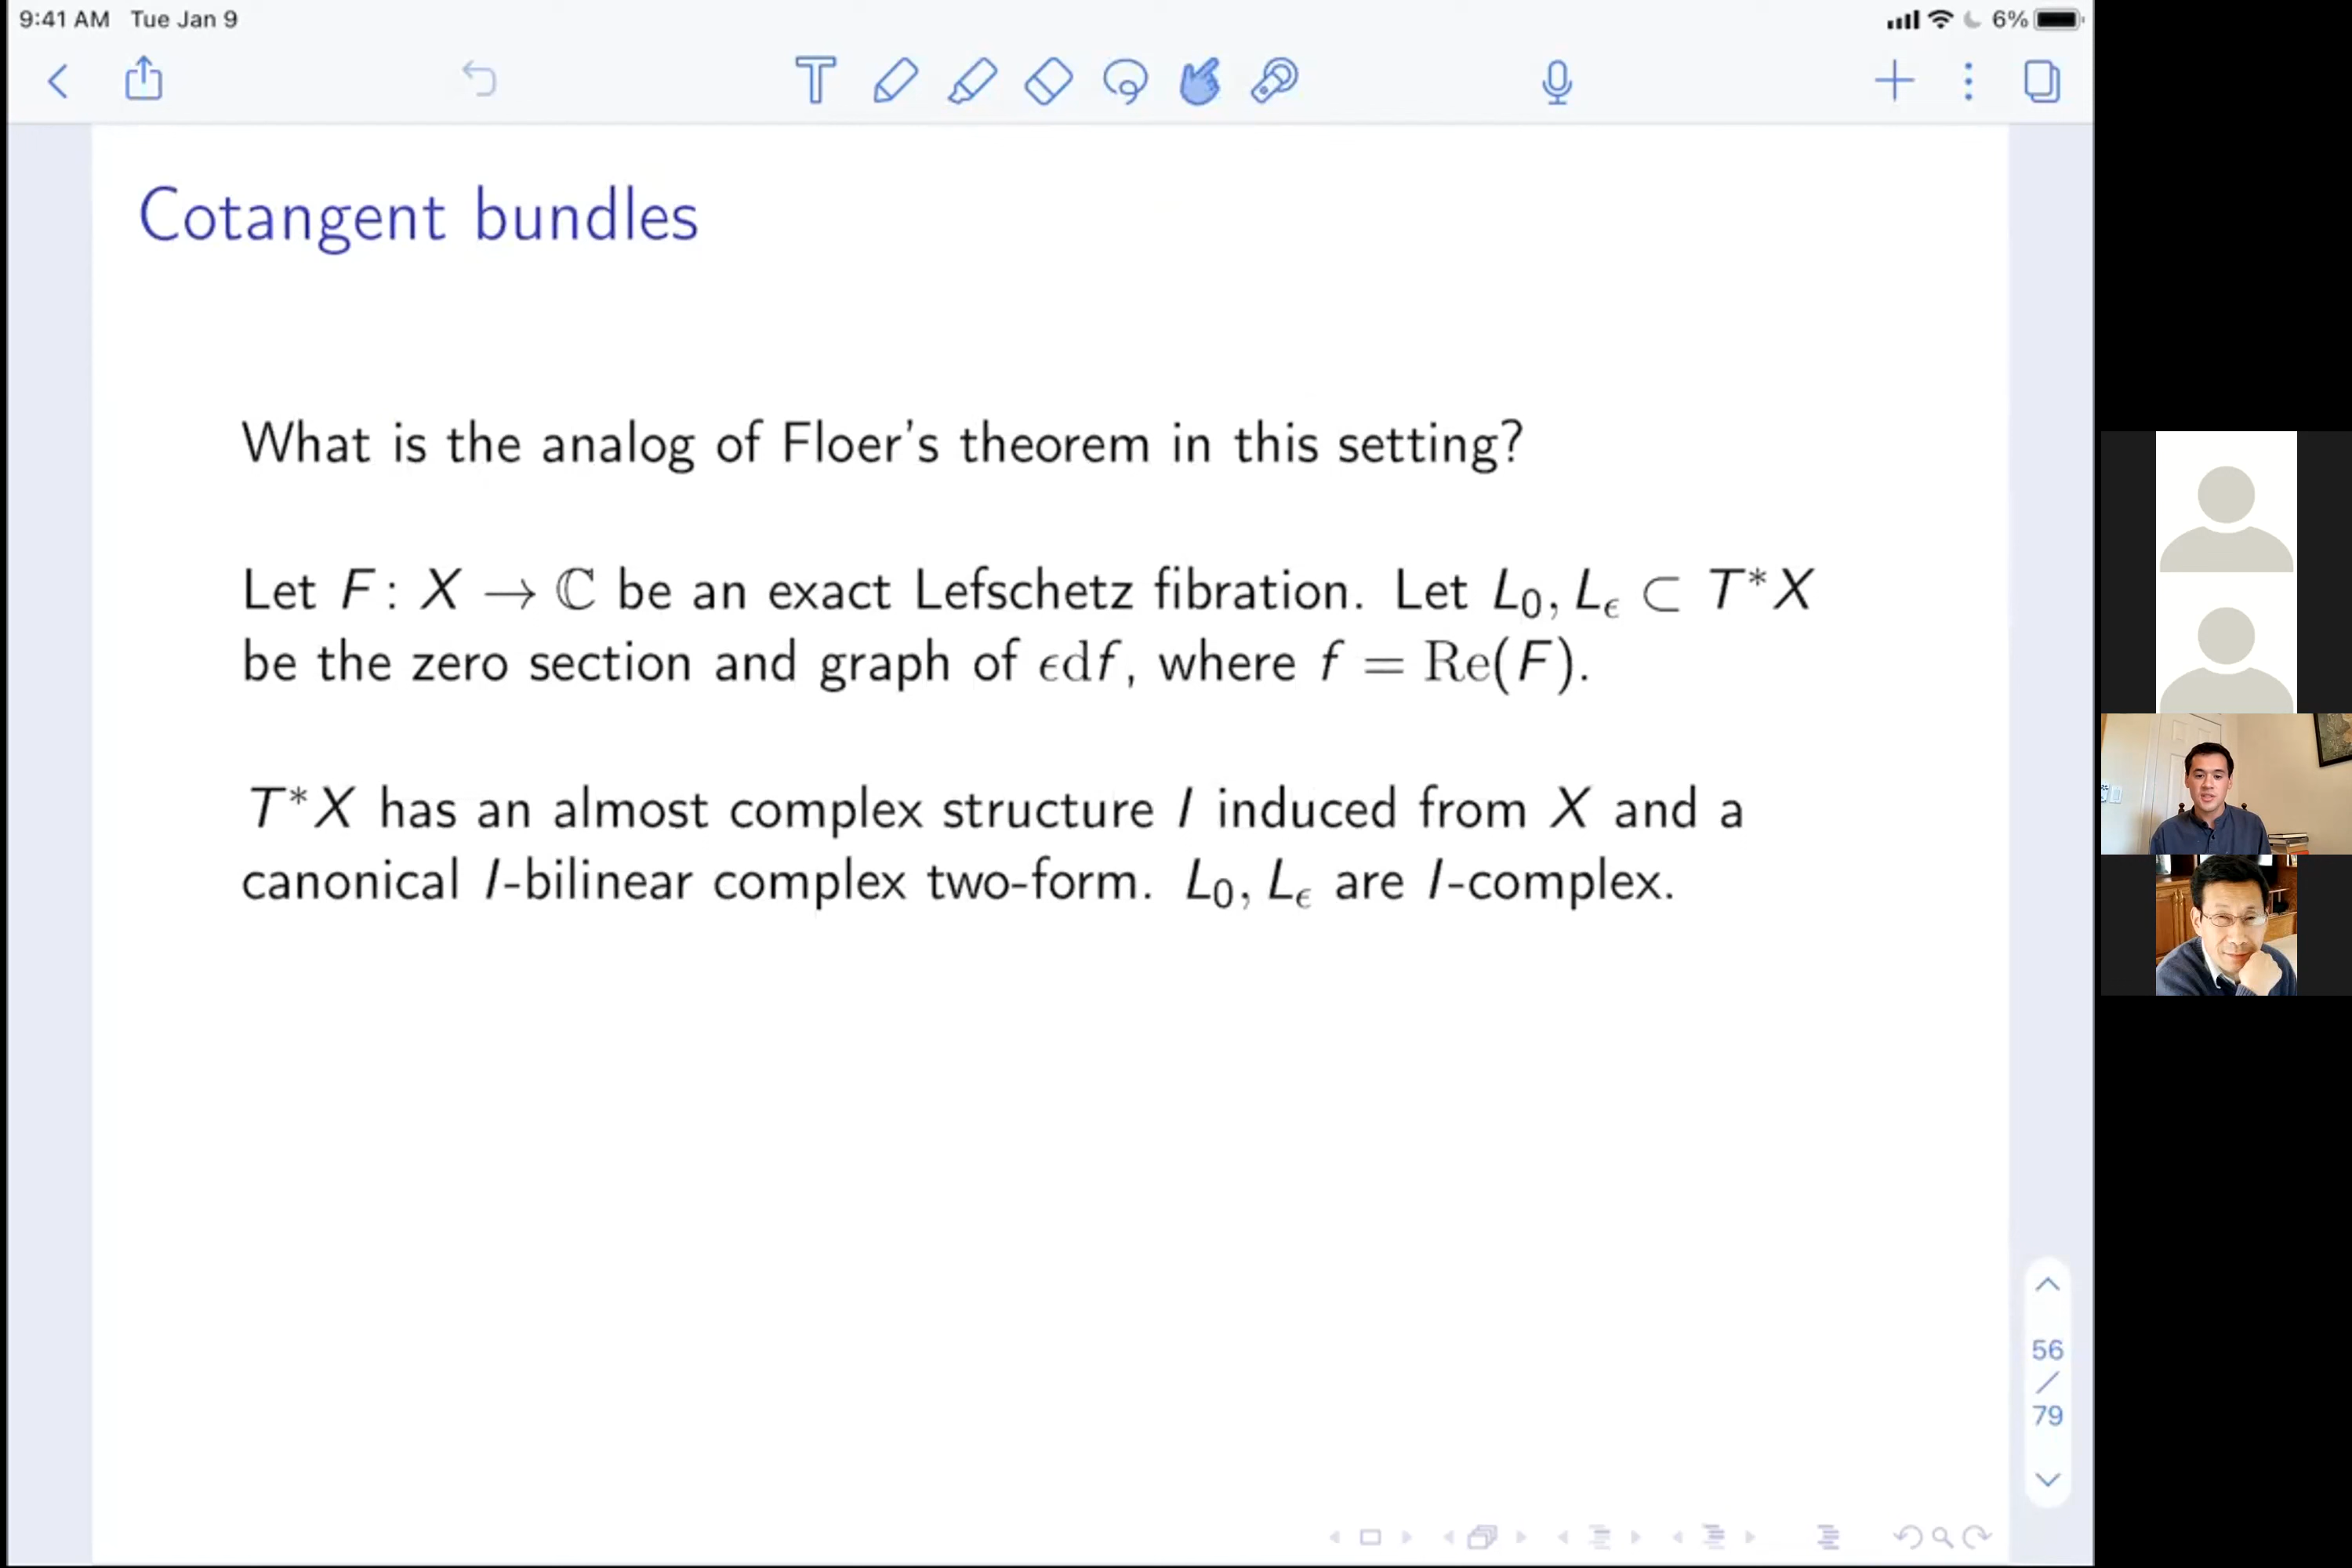 9:41 AM Tue Jan 9
6%
Cotangent bundles
What is the analog of Floer's theorem in this setting?
Let F: X → ℂ be an exact Lefschetz fibration. Let L₀, Lϵ ⊂ T*X
be the zero section and graph of ϵdf, where f = Re(F).
T*X has an almost complex structure I induced from X and a
canonical I-bilinear complex two-form. L₀, Lϵ are I-complex.
56
/
79